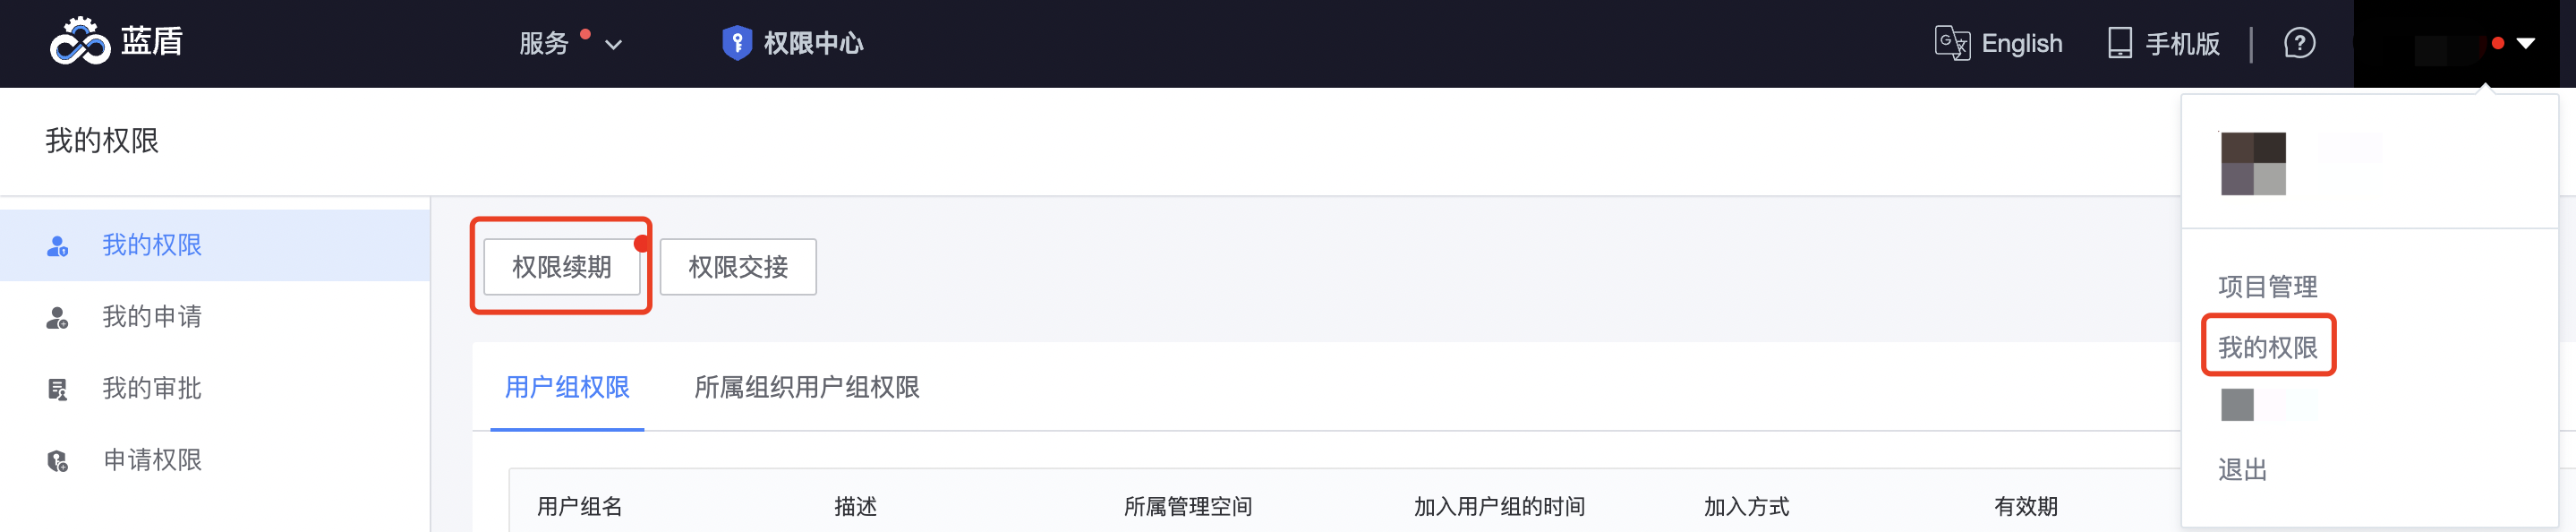 蓝盾
服务
权限中心
English
手机版
我的权限
我的权限
我的申请
我的审批
申请权限
权限续期
权限交接
用户组权限
所属组织用户组权限
用户组名
描述
所属管理空间
加入用户组的时间
加入方式
有效期
项目管理
我的权限
退出